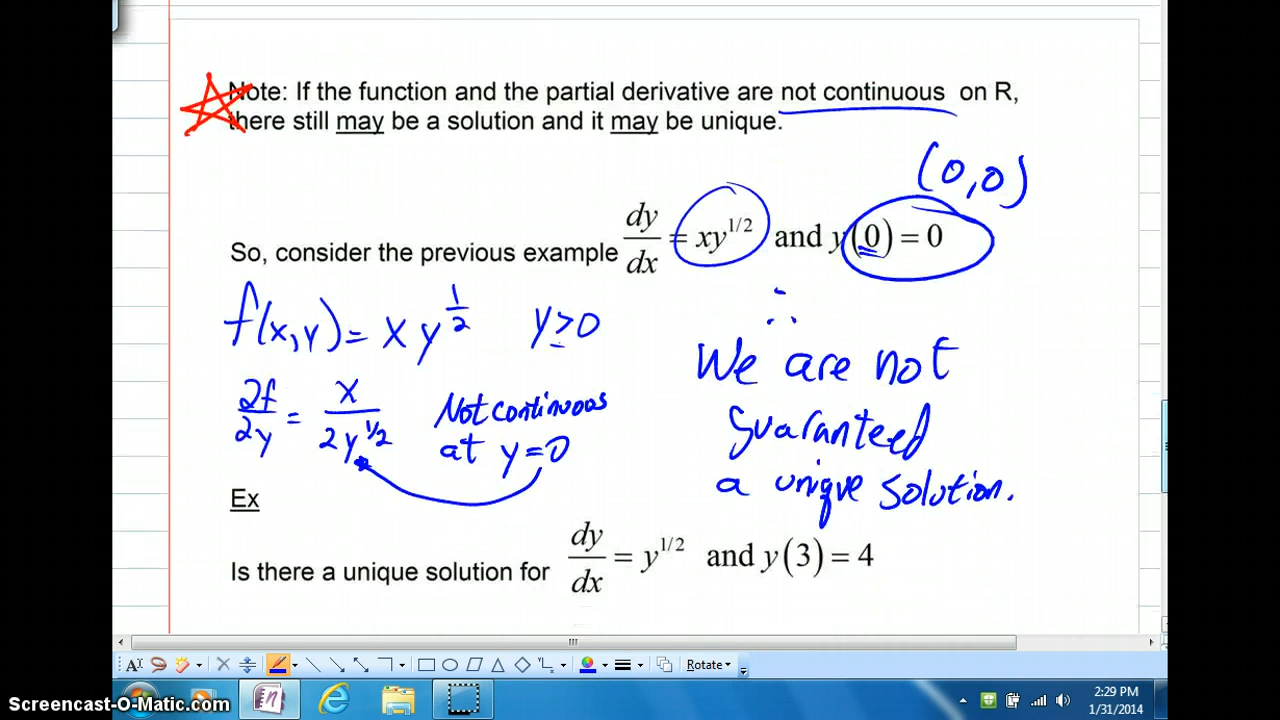 Note: If the function and the partial derivative are not continuous on R,
there still may be a solution and it may be unique.
(0,0)
So, consider the previous example dy/dx = xy^{1/2} and y(0) = 0
f(x,y) = x y^{1/2} y ≥ 0
∴
We are not
guaranteed
a unique solution.
∂f/∂y = x/(2y^{1/2}) Not continuous
at y=0
Ex
Is there a unique solution for dy/dx = y^{1/2} and y(3) = 4
A
Rotate
Screencast-O-Matic.com
2:29 PM
1/31/2014